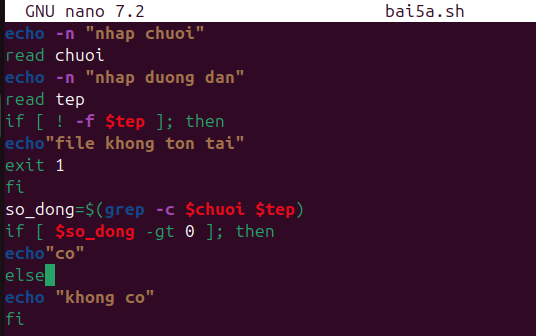 GNU nano 7.2 bai5a.sh
echo -n "nhap chuoi"
read chuoi
echo -n "nhap duong dan"
read tep
if [ ! -f $tep ]; then
echo"file khong ton tai"
exit 1
fi
so_dong=$(grep -c $chuoi $tep)
if [ $so_dong -gt 0 ]; then
echo"co"
else
echo "khong co"
fi